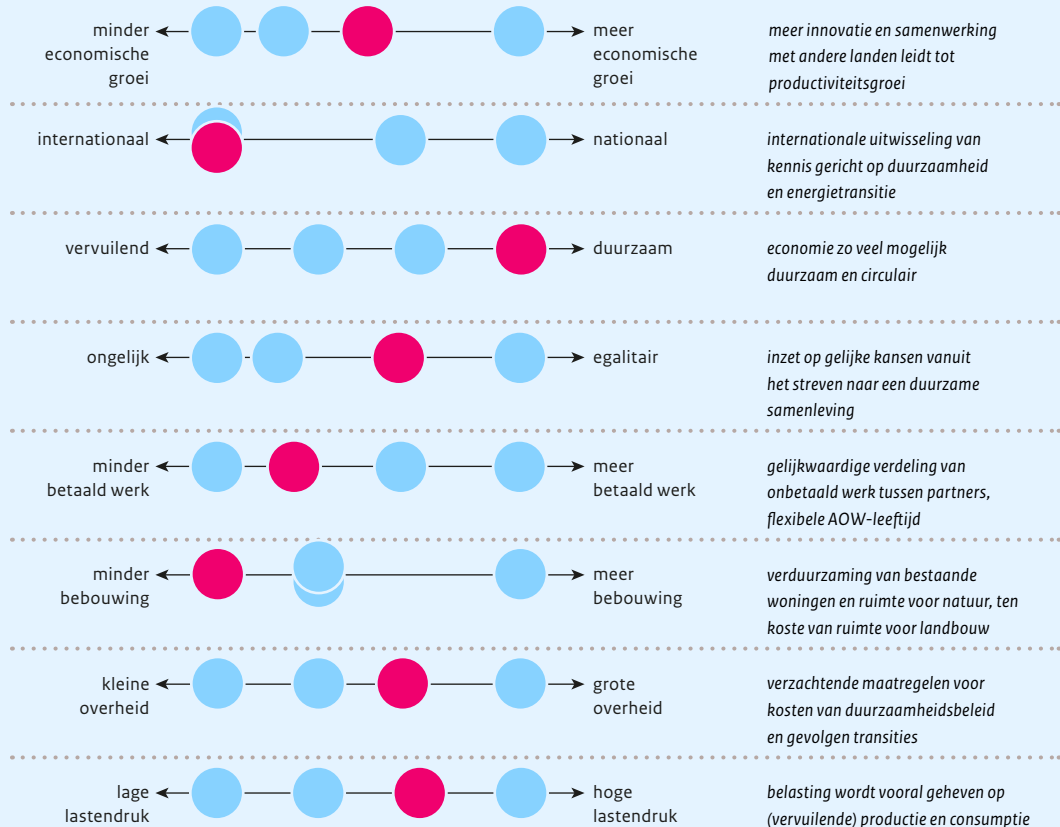 minder
economische
groei
meer
economische
groei
meer innovatie en samenwerking
met andere landen leidt tot
productiviteitsgroei
internationaal
nationaal
internationale uitwisseling van
kennis gericht op duurzaamheid
en energietransitie
vervuilend
duurzaam
economie zo veel mogelijk
duurzaam en circulair
ongelijk
egalitair
inzet op gelijke kansen vanuit
het streven naar een duurzame
samenleving
minder
betaald werk
meer
betaald werk
gelijkwaardige verdeling van
onbetaald werk tussen partners,
flexibele AOW-leeftijd
minder
bebouwing
meer
bebouwing
verduurzaming van bestaande
woningen en ruimte voor natuur, ten
koste van ruimte voor landbouw
kleine
overheid
grote
overheid
verzachtende maatregelen voor
kosten van duurzaamheidsbeleid
en gevolgen transities
lage
lastendruk
hoge
lastendruk
belasting wordt vooral geheven op
(vervuilende) productie en consumptie